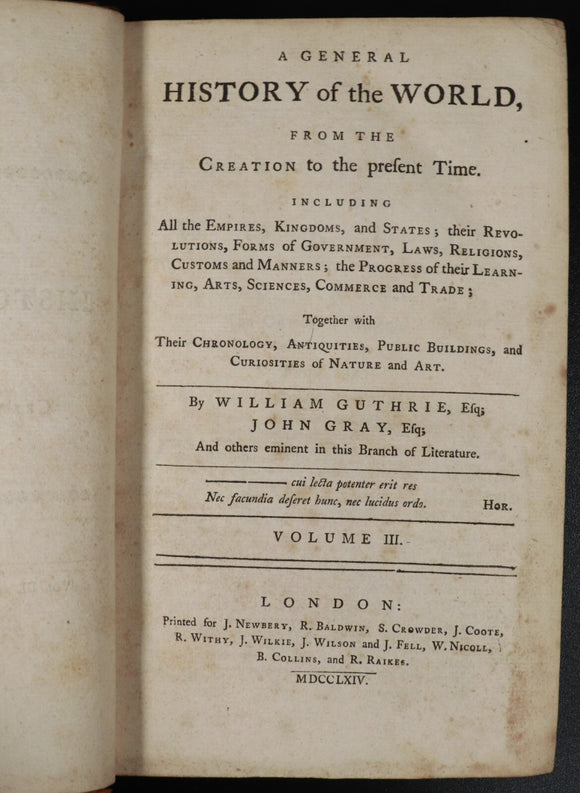 A GENERAL
HISTORY of the WORLD,
FROM THE
CREATION to the preſent Time.
INCLUDING
All the EMPIRES, KINGDOMS, and STATES; their REVO-
LUTIONS, FORMS of GOVERNMENT, LAWS, RELIGIONS,
CUSTOMS and MANNERS; the PROGRESS of their LEARN-
ING, ARTS, SCIENCES, COMMERCE and TRADE;
Together with
Their CHRONOLOGY, ANTIQUITIES, PUBLIC BUILDINGS, and
CURIOSITIES of NATURE and ART.
By WILLIAM GUTHRIE, Eſq;
JOHN GRAY, Eſq;
And others eminent in this Branch of Literature.
——— cui lecta potenter erit res
Nec facundia deſeret hunc, nec lucidus ordo. HOR.
VOLUME III.
LONDON:
Printed for J. NEWBERY, R. BALDWIN, S. CROWDER, J. COOTE,
R. WITHY, J. WILKIE, J. WILSON and J. FELL, W. NICOLL,
B. COLLINS, and R. RAIKES.
MDCCLXIV.